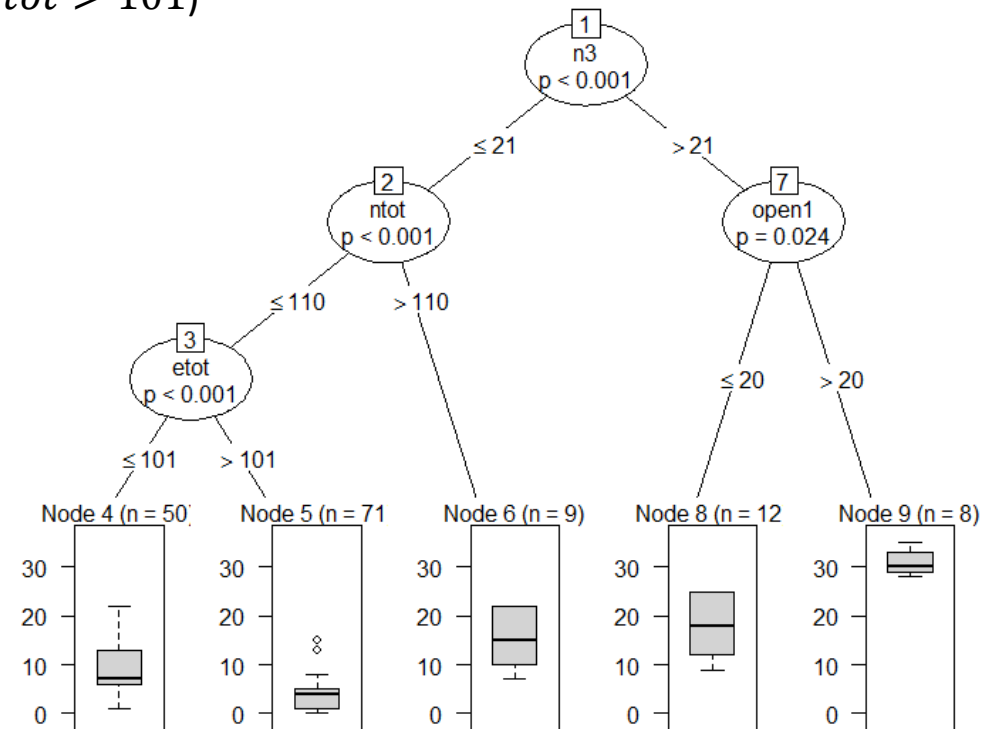 tot > 101)
1
n3
p < 0.001
≤ 21
> 21
2
ntot
p < 0.001
7
open1
p = 0.024
≤ 110
> 110
3
etot
p < 0.001
≤ 20
> 20
≤ 101
> 101
Node 4 (n = 50)
Node 5 (n = 71
Node 6 (n = 9)
Node 8 (n = 12
Node 9 (n = 8)
30
20
10
0
30
20
10
0
30
20
10
0
30
20
10
0
30
20
10
0